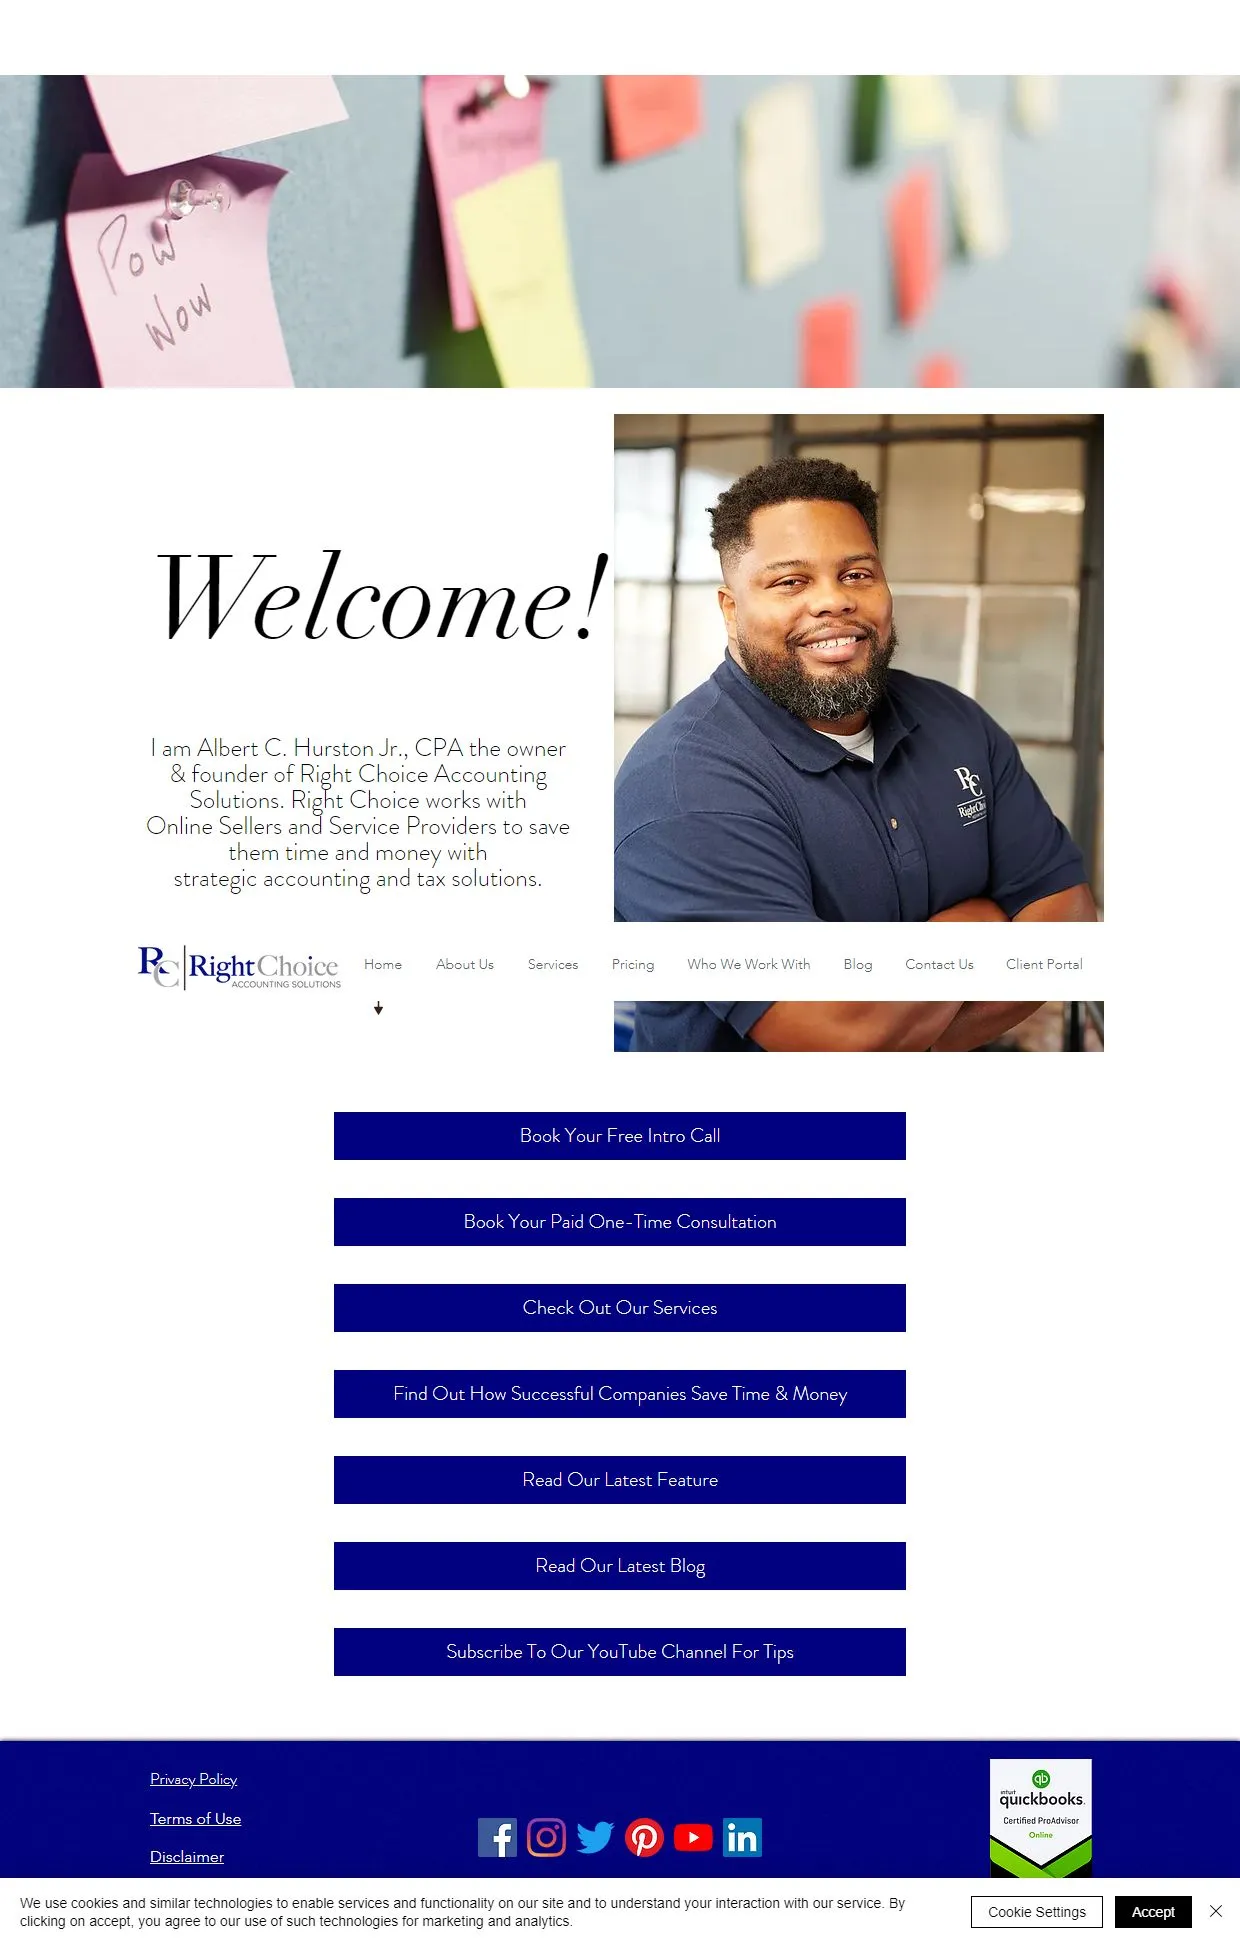 Pow
Wow
Welcome!
I am Albert C. Hurston Jr., CPA the owner
& founder of Right Choice Accounting
Solutions. Right Choice works with
Online Sellers and Service Providers to save
them time and money with
strategic accounting and tax solutions.
RC
RC Right Choice
ACCOUNTING SOLUTIONS
Home
About Us
Services
Pricing
Who We Work With
Blog
Contact Us
Client Portal
Book Your Free Intro Call
Book Your Paid One-Time Consultation
Check Out Our Services
Find Out How Successful Companies Save Time & Money
Read Our Latest Feature
Read Our Latest Blog
Subscribe To Our YouTube Channel For Tips
Privacy Policy
Terms of Use
Disclaimer
qb
intuit
quickbooks.
Certified ProAdvisor
Online
We use cookies and similar technologies to enable services and functionality on our site and to understand your interaction with our service. By
clicking on accept, you agree to our use of such technologies for marketing and analytics.
Cookie Settings
Accept